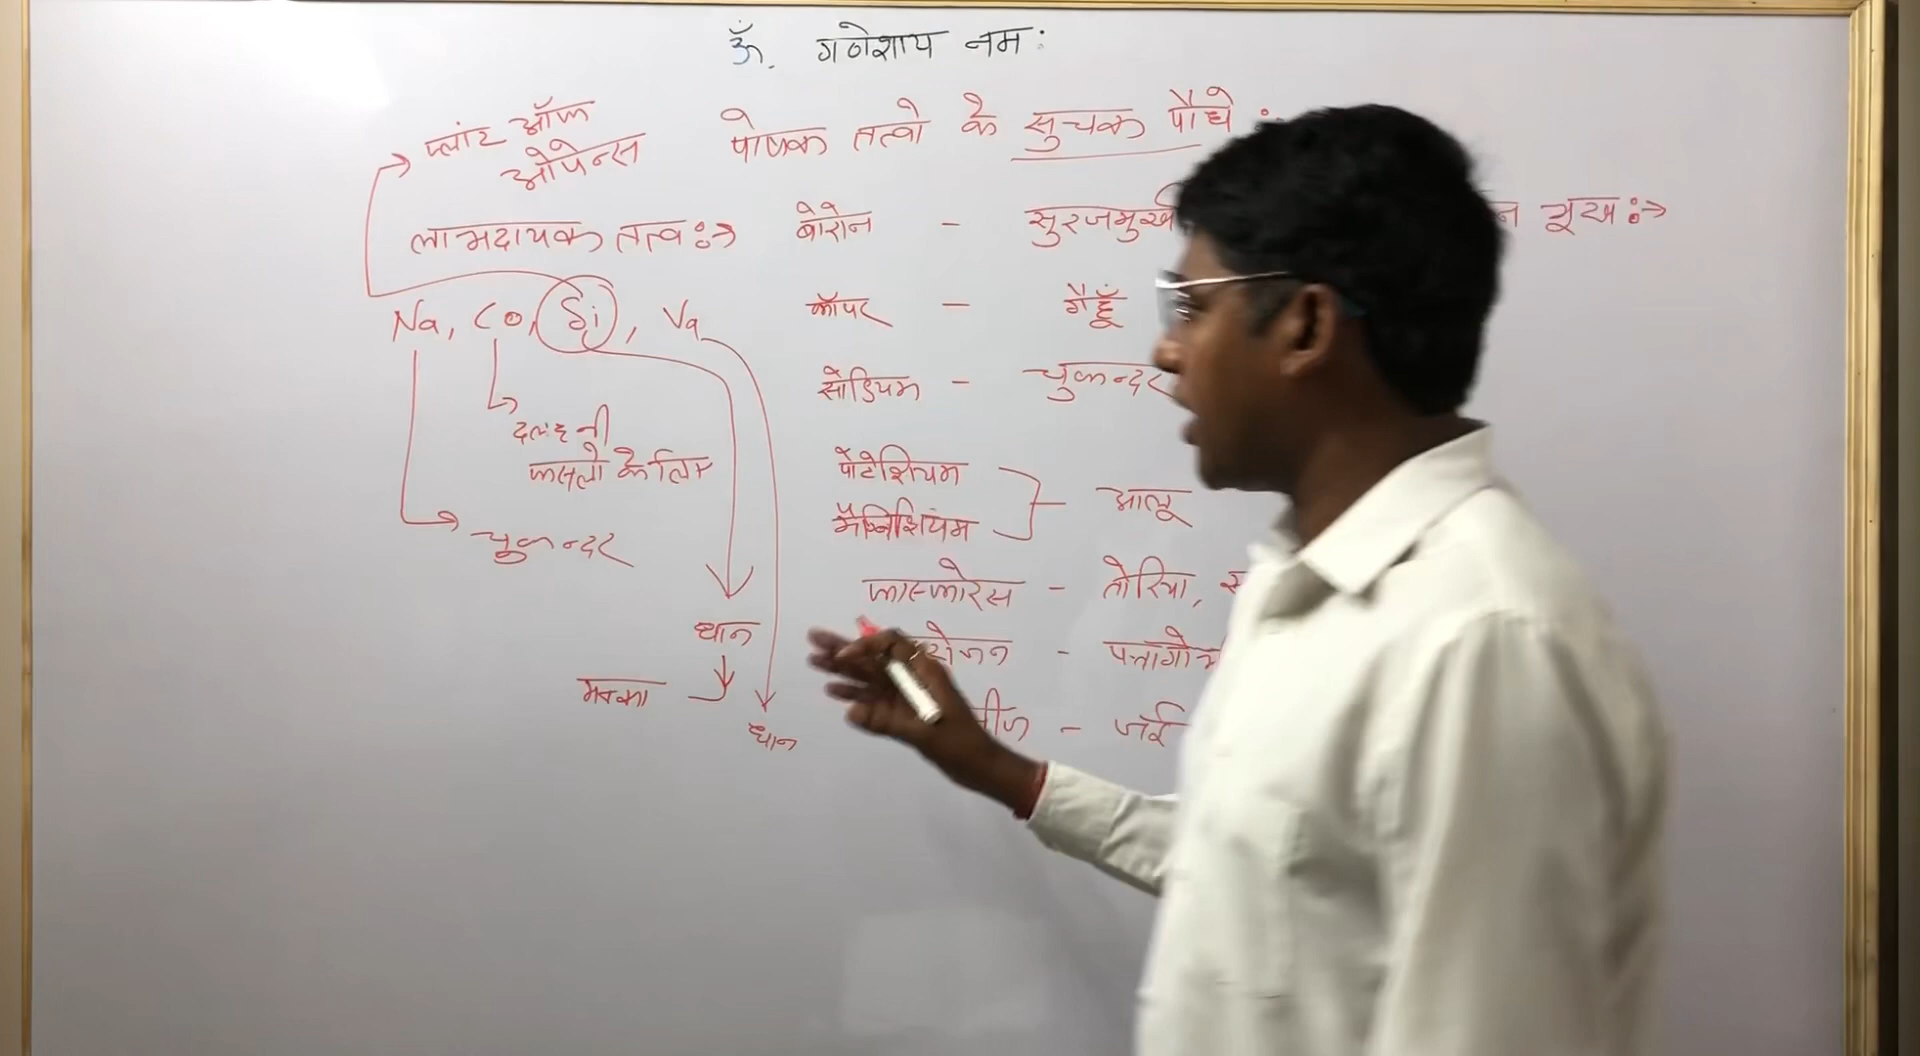 ॐ. गणेशाय नमः
पोषक तत्वो के सुचक पौधे :-
प्लांट ऑफ
ओपेन्स
लाभदायक तत्व :→
Na, Co, Si, Va
दलहनी
फसलो के लिए
चुकन्दर
धान
मक्का
धान
बोरोन - सुरजमुखी
कॉपर - गैहूँ
सोडियम - चुकन्दर
पोटेशियम
मैग्निशियम
आलू
फास्फोरस - तोरिया,
- पत्तागोभी
- जई
भूख :→